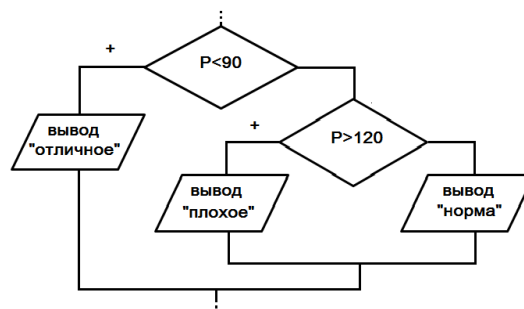 +
P<90
вывод
"отличное"
+
P>120
вывод
"плохое"
вывод
"норма"